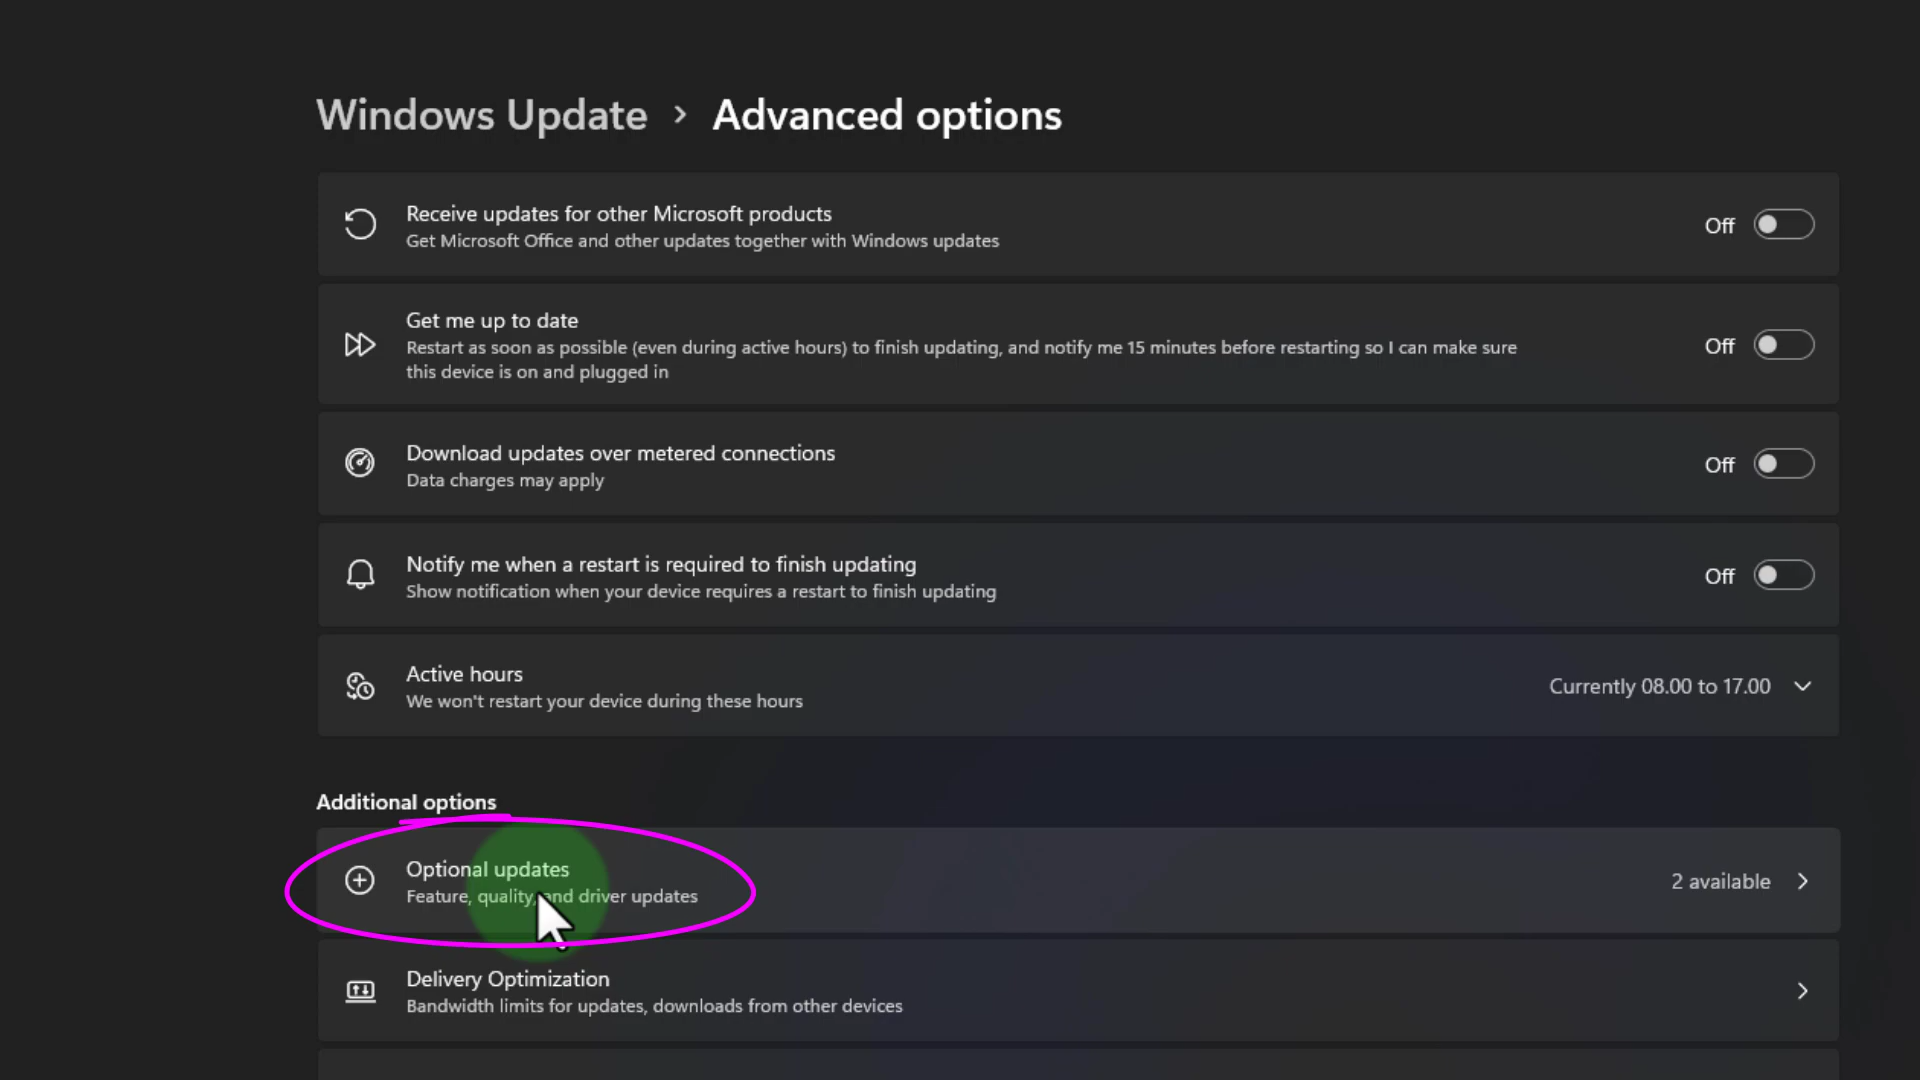 Windows Update > Advanced options
Receive updates for other Microsoft products
Get Microsoft Office and other updates together with Windows updates
Off
Get me up to date
Restart as soon as possible (even during active hours) to finish updating, and notify me 15 minutes before restarting so I can make sure
this device is on and plugged in
Off
Download updates over metered connections
Data charges may apply
Off
Notify me when a restart is required to finish updating
Show notification when your device requires a restart to finish updating
Off
Active hours
We won't restart your device during these hours
Currently 08.00 to 17.00
Additional options
Optional updates
Feature, quality, and driver updates
2 available
Delivery Optimization
Bandwidth limits for updates, downloads from other devices